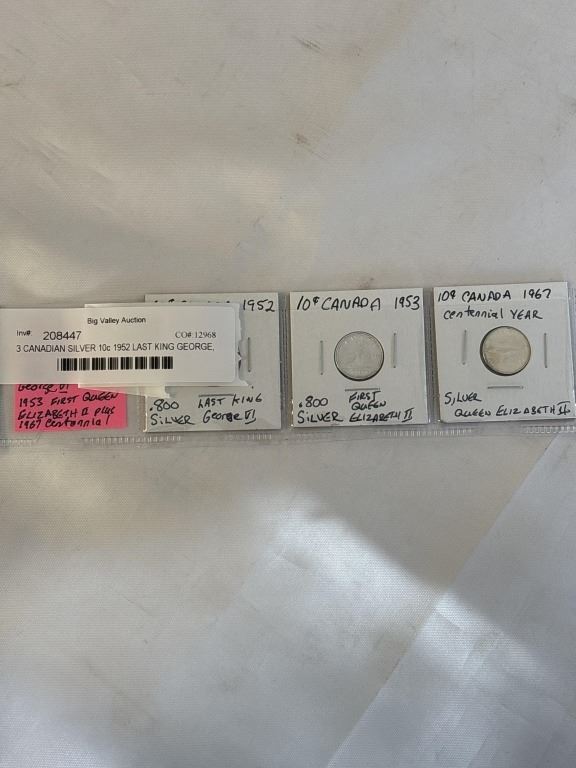 Big Valley Auction
Inv#: 208447 CO#:12968
3 CANADIAN SILVER 10c 1952 LAST KING GEORGE,
George VI
1953 FIRST QUEEN
ELIZABETH II plus
1967 Centennial
1952
.800 LAST KING
SILVER George VI
10¢ CANADA 1953
.800 FIRST
QUEEN
SILVER ELIZABETH II
10¢ CANADA 1967
Centennial YEAR
SILVER
QUEEN ELIZABETH II